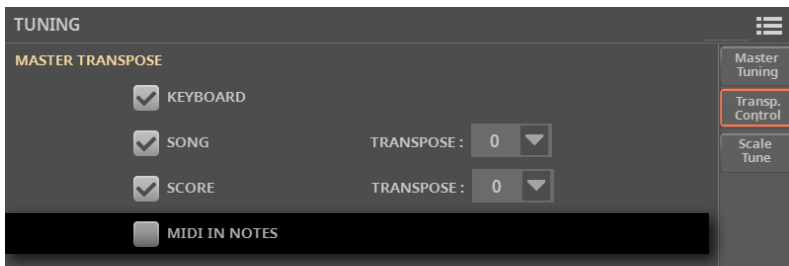 TUNING
MASTER TRANSPOSE
KEYBOARD
SONG TRANSPOSE : 0
SCORE TRANSPOSE : 0
MIDI IN NOTES
Master
Tuning
Transp.
Control
Scale
Tune